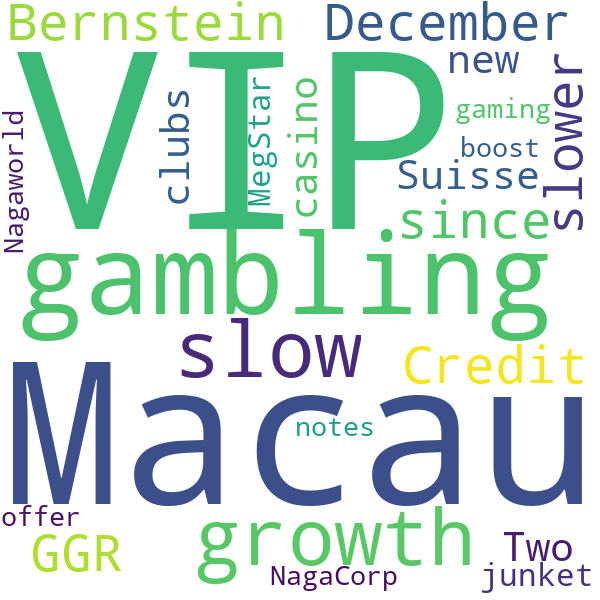 Bernstein
December
VIP
new
Nagaworld
clubs
MegStar
casino
gaming
boost
slower
Suisse
since
gambling
slow
Credit
Macau
notes
offer
growth
GGR
Two
NagaCorp
junket